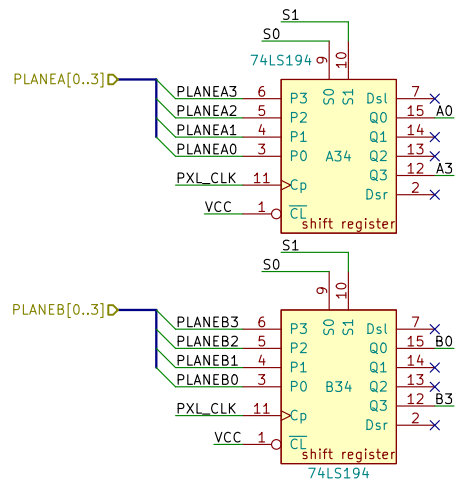 S1
S0
74LS194
9
10
PLANEA[0..3]
S0
S1
PLANEA3 6 P3 Dsl 7
PLANEA2 5 P2 Q0 15 A0
PLANEA1 4 P1 Q1 14
PLANEA0 3 P0 A34 Q2 13
Q3 12 A3
PXL_CLK 11 Cp Dsr 2
VCC 1 CL
shift register
S1
S0
9
10
PLANEB[0..3]
S0
S1
PLANEB3 6 P3 Dsl 7
PLANEB2 5 P2 Q0 15 B0
PLANEB1 4 P1 Q1 14
PLANEB0 3 P0 B34 Q2 13
Q3 12 B3
PXL_CLK 11 Cp Dsr 2
VCC 1 CL
shift register
74LS194